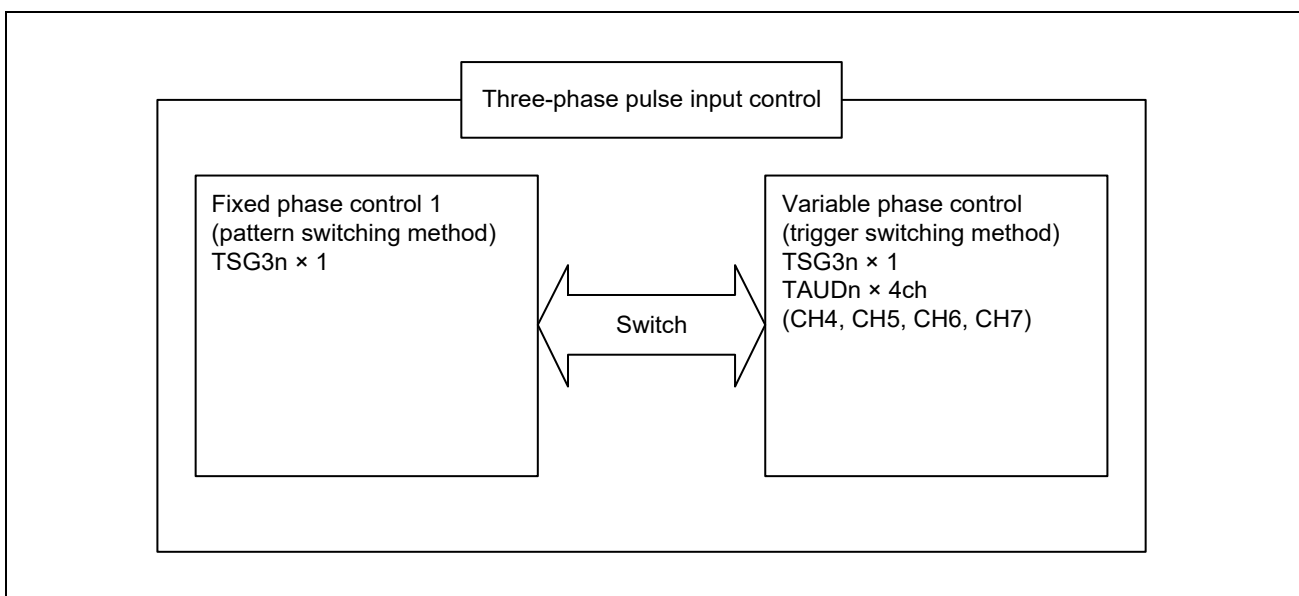 Three-phase pulse input control
Fixed phase control 1
(pattern switching method)
TSG3n × 1
Switch
Variable phase control
(trigger switching method)
TSG3n × 1
TAUDn × 4ch
(CH4, CH5, CH6, CH7)